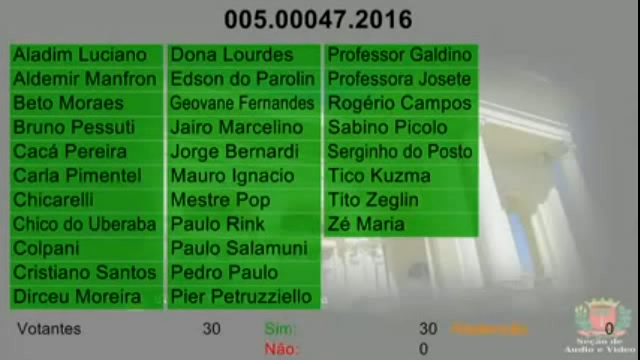 005.00047.2016
Aladim Luciano Dona Lourdes Professor Galdino
Aldemir Manfron Edson do Parolin Professora Josete
Beto Moraes Geovane Fernandes Rogério Campos
Bruno Pessuti Jairo Marcelino Sabino Picolo
Cacá Pereira Jorge Bernardi Serginho do Posto
Carla Pimentel Mauro Ignacio Tico Kuzma
Chicarelli Mestre Pop Tito Zeglin
Chico do Uberaba Paulo Rink Zé Maria
Colpani Paulo Salamuni
Cristiano Santos Pedro Paulo
Dirceu Moreira Pier Petruzziello
Votantes 30 Sim: 30 0
Não: 0
Seção de
Áudio e Vídeo